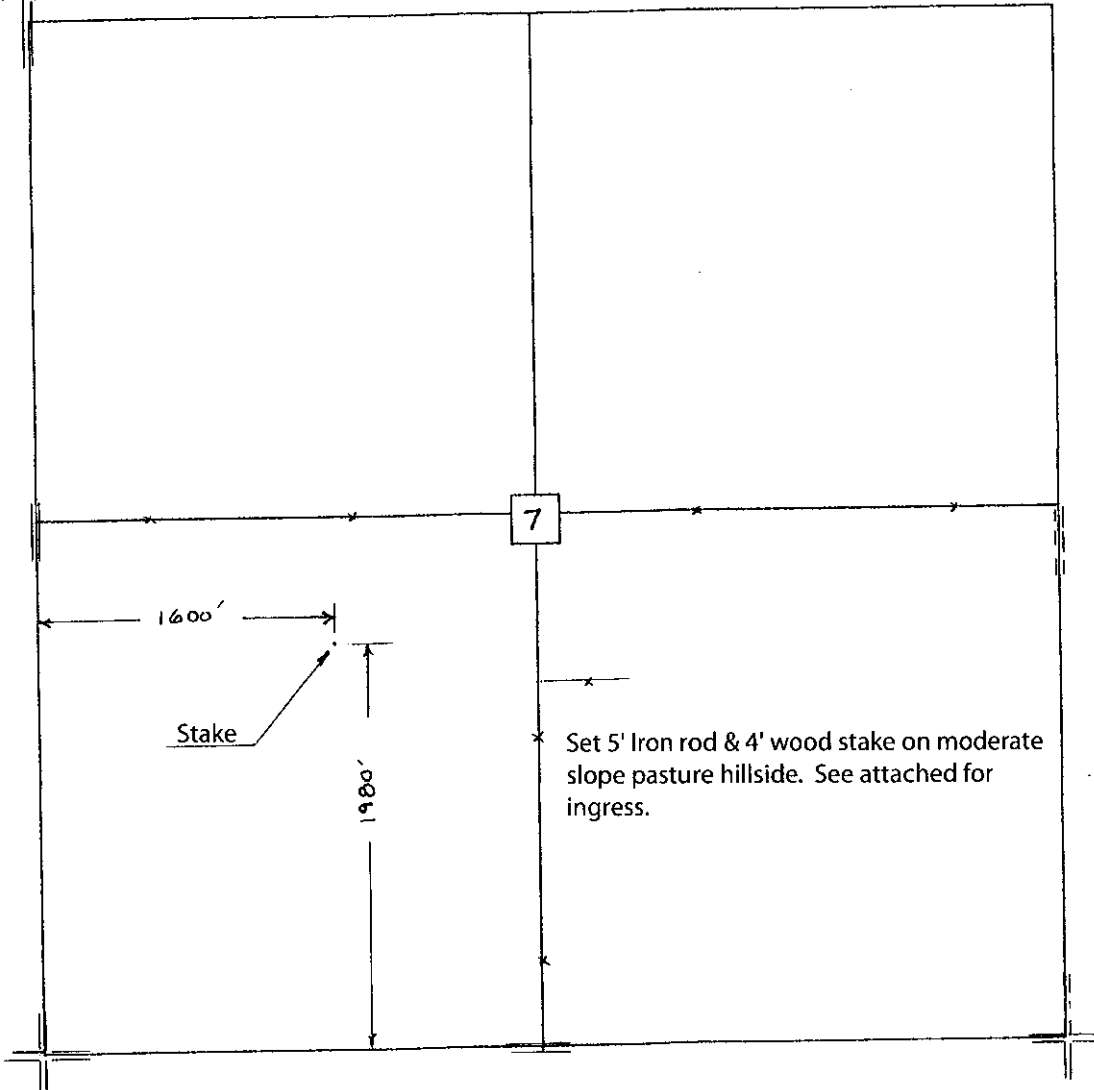 7
1600'
Stake
1980'
Set 5' Iron rod & 4' wood stake on moderate
slope pasture hillside. See attached for
ingress.